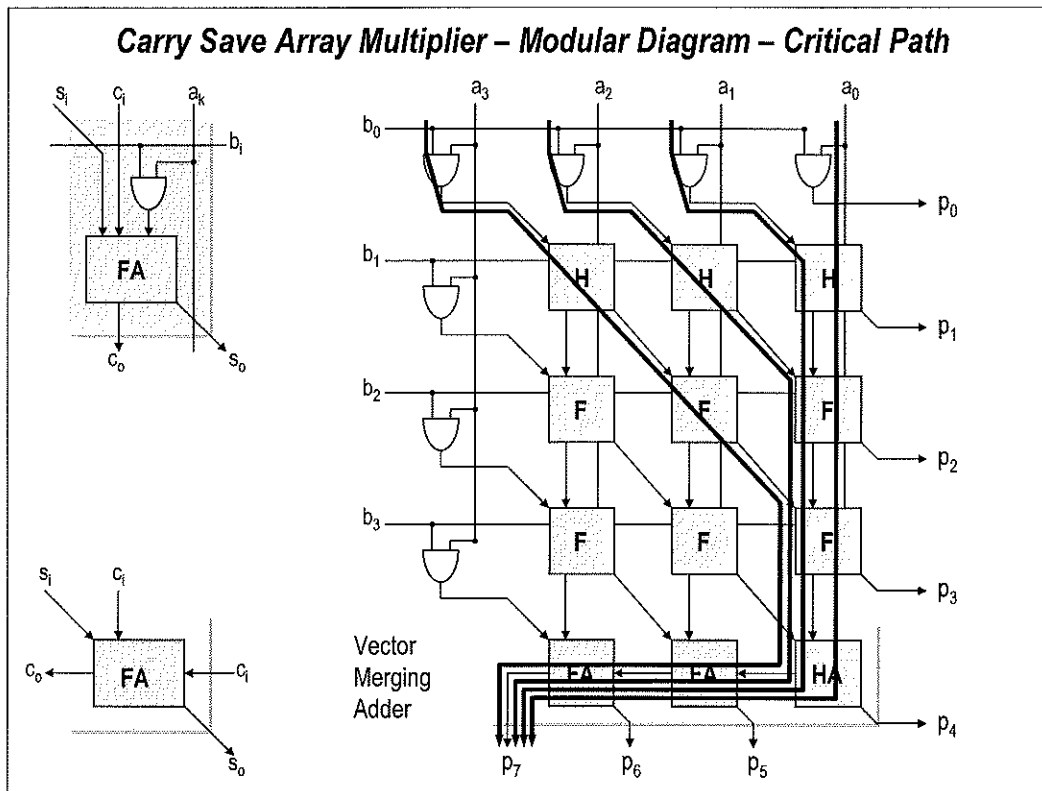 Carry Save Array Multiplier – Modular Diagram – Critical Path
si ci ak
bi
FA
co so
si ci
co FA ci
so
a3 a2 a1 a0
b0
p0
b1 H H H
p1
b2 F F F
p2
b3 F F F
p3
Vector
Merging
Adder
FA FA HA
p4
p7 p6 p5